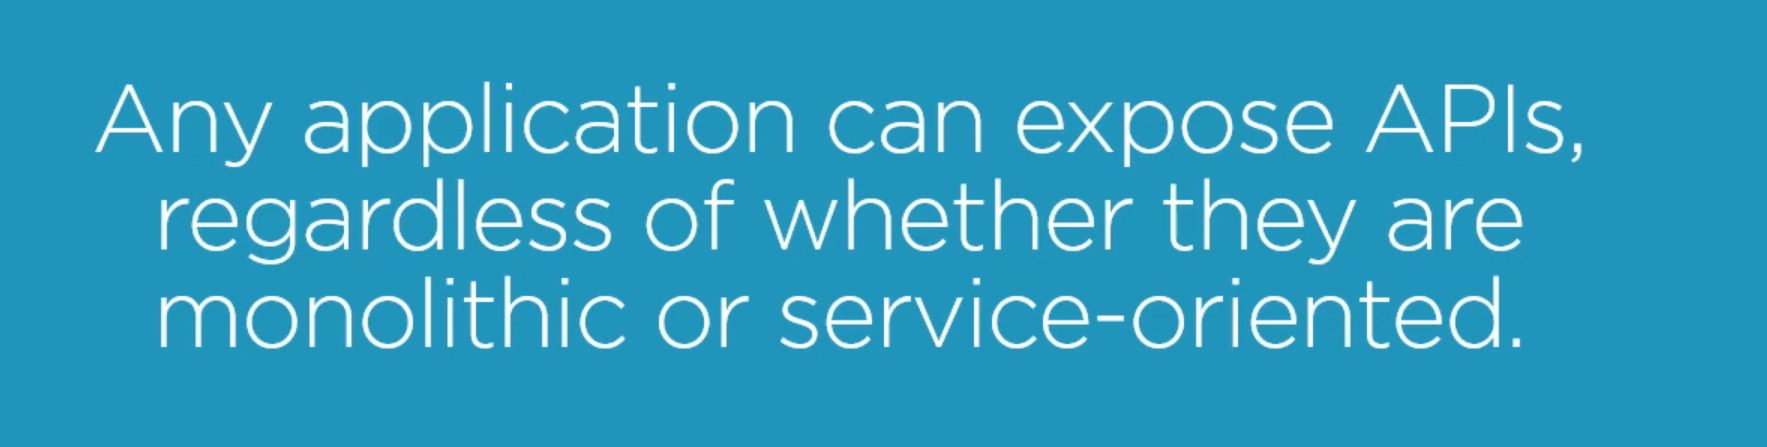 Any application can expose APIs,
regardless of whether they are
monolithic or service-oriented.